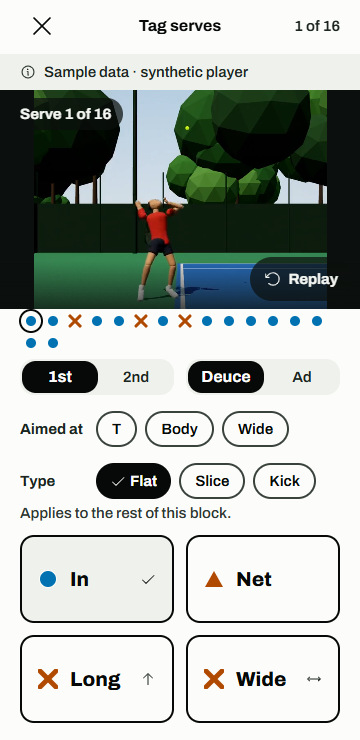 Tag serves
1 of 16
Sample data · synthetic player
Serve 1 of 16
Replay
1st 2nd Deuce Ad
Aimed at T Body Wide
Type Flat Slice Kick
Applies to the rest of this block.
In Net
Long Wide